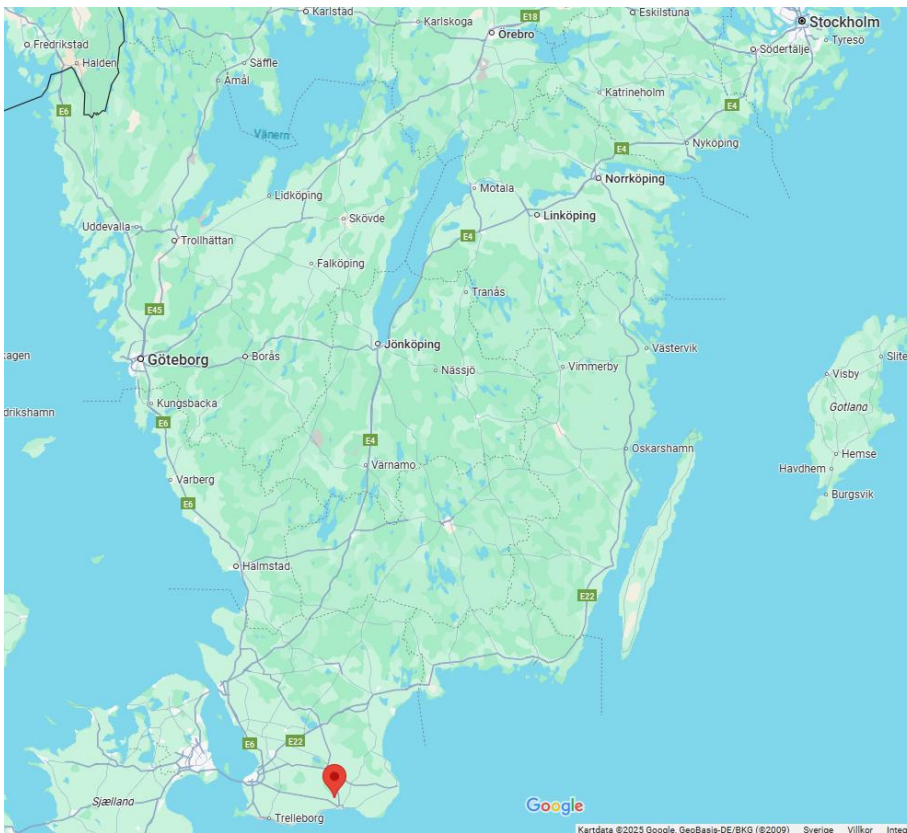 Karlstad
Karlskoga
E18
Eskilstuna
Stockholm
Tyresö
Fredrikstad
Örebro
Halden
Säffle
Södertälje
Åmål
Katrineholm
E6
E4
Vänern
Nyköping
E4
Norrköping
Motala
Lidköping
Linköping
Skövde
Uddevalla
Trollhättan
E4
Falköping
Tranås
E45
Jönköping
Västervik
Göteborg
Borås
agen
Slite
Nässjö
Vimmerby
Visby
Kungsbacka
Gotland
drikshamn
E6
E4
Oskarshamn
Hemse
Värnamo
Havdhem
Varberg
Burgsvik
E6
Halmstad
E22
E6
E22
Sjælland
Trelleborg
Google
Kartdata ©2025 Google, GeoBasis-DE/BKG (©2009) Sverige Villkor Integ